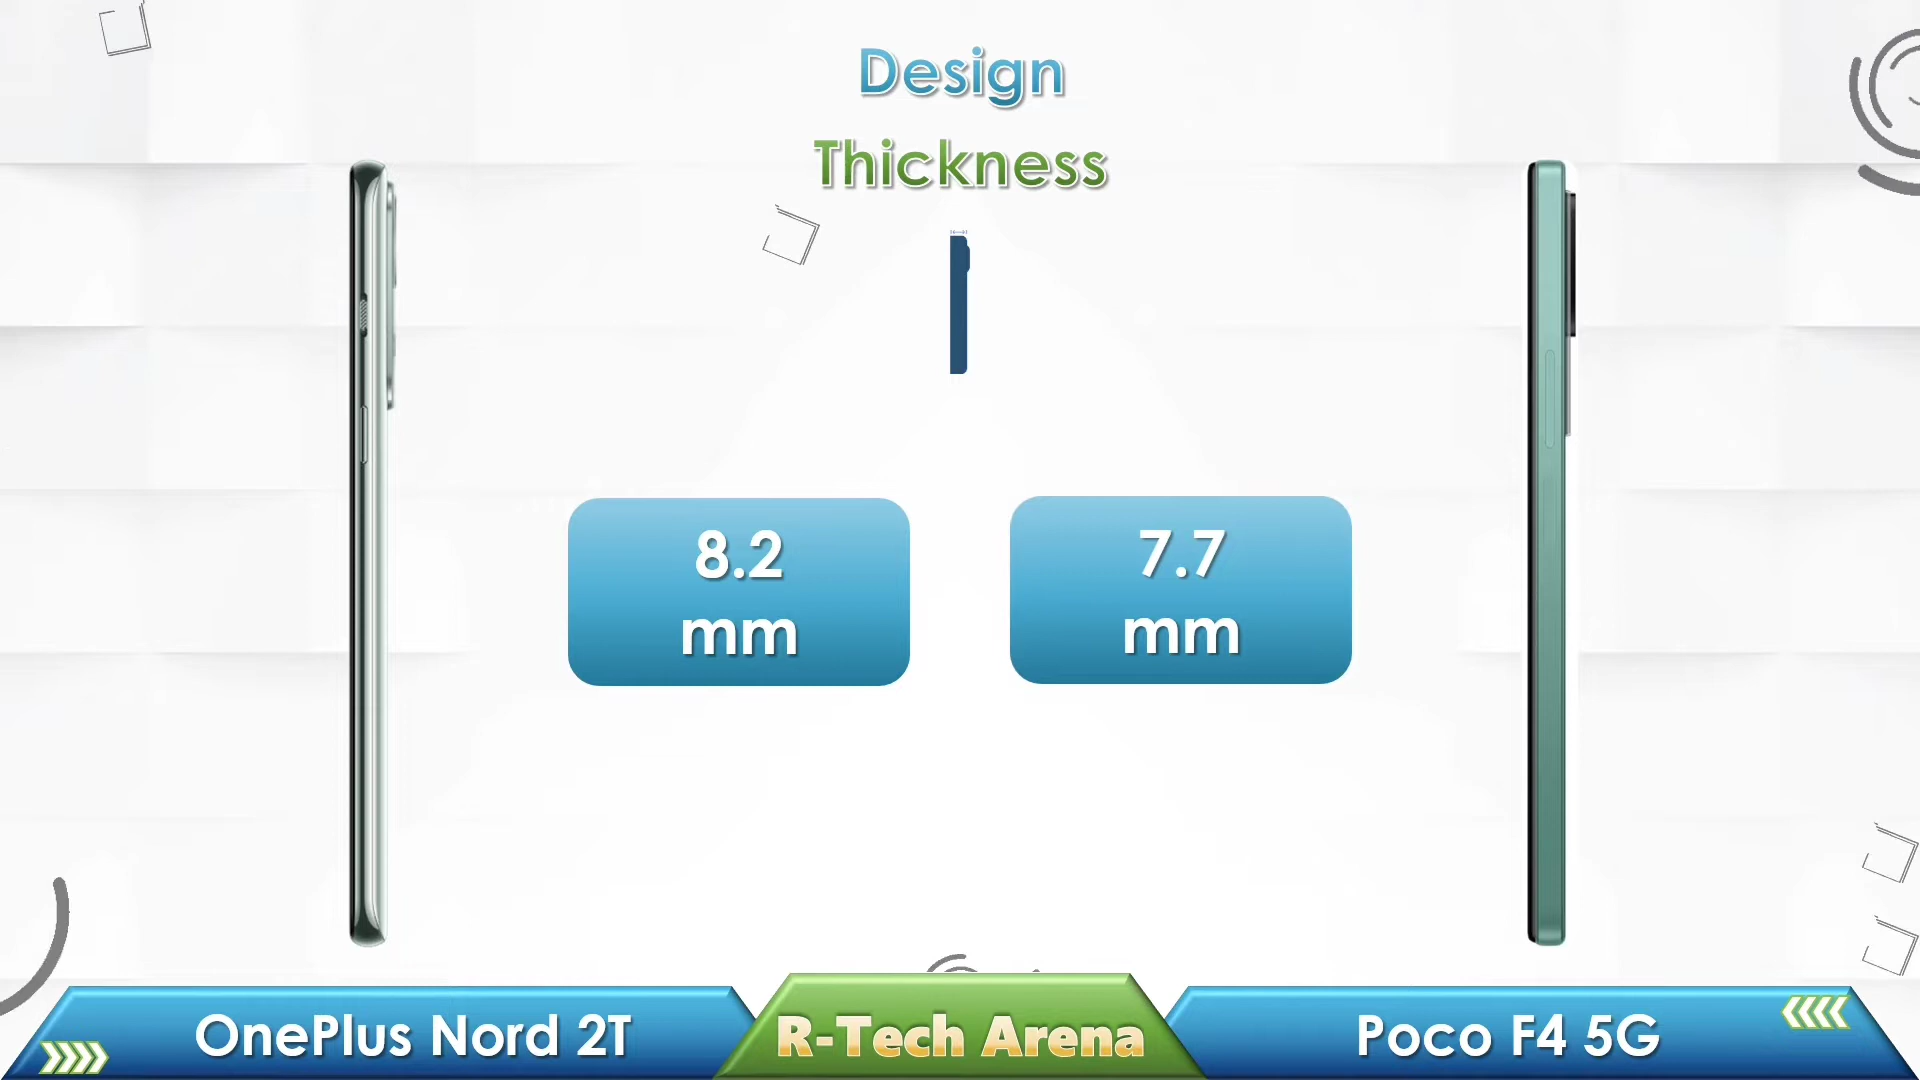 Design
Thickness
8.2
mm
7.7
mm
OnePlus Nord 2T
R-Tech Arena
Poco F4 5G